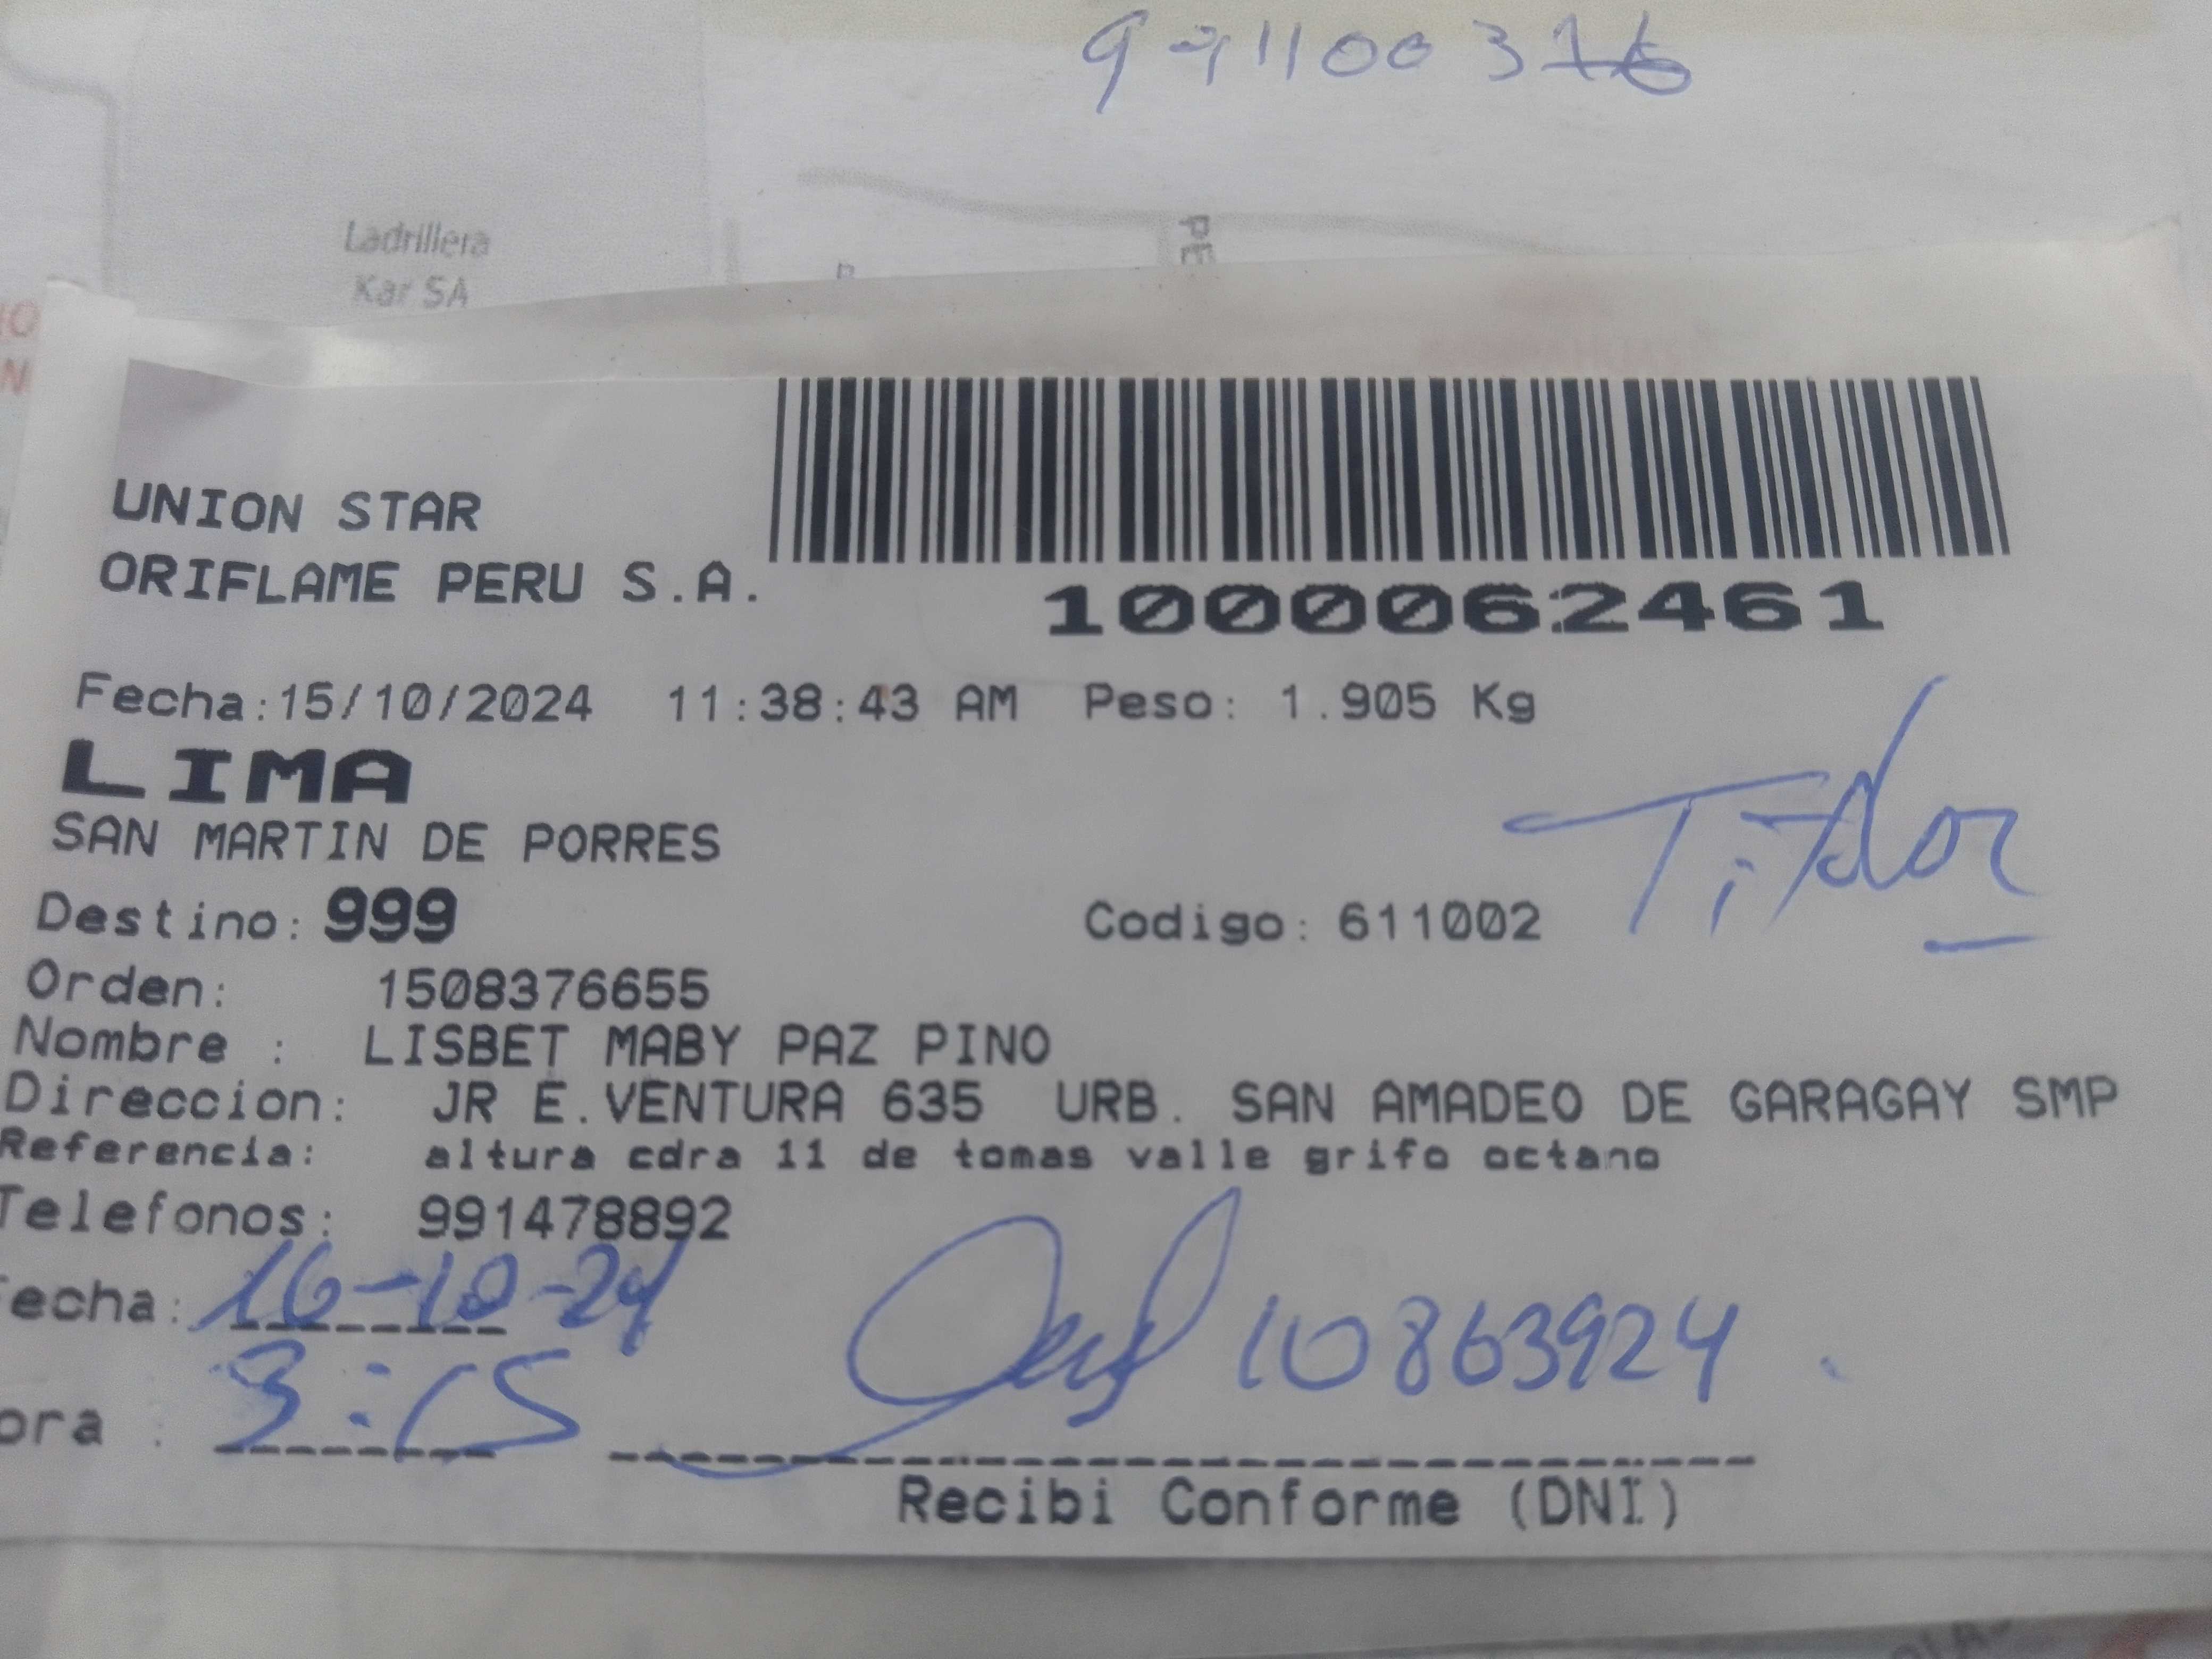 Ladrillera
Kar SA
PE
UNION STAR
ORIFLAME PERU S.A.
1000062461
Fecha:15/10/2024 11:38:43 AM Peso: 1.905 Kg
LIMA
SAN MARTIN DE PORRES
Destino: 999
Codigo: 611002
Orden: 1508376655
Nombre : LISBET MABY PAZ PINO
Direccion: JR E.VENTURA 635 URB. SAN AMADEO DE GARAGAY SMP
Referencia: altura cdra 11 de tomas valle grifo octano
Telefonos: 991478892
echa: 16-10-24
10863924
ora : 3:15
Recibi Conforme (DNI)